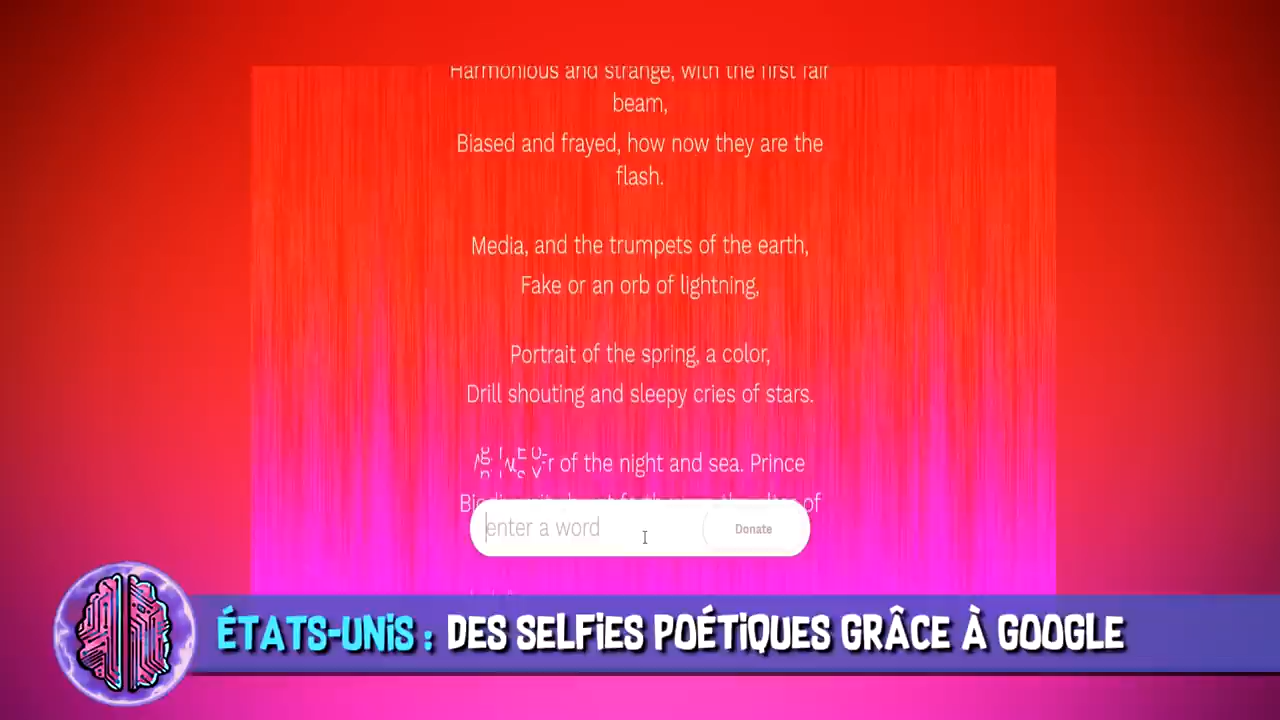 Harmonious and strange, with the first fair
beam,
Biased and frayed, how now they are the
flash.
Media, and the trumpets of the earth,
Fake or an orb of lightning,
Portrait of the spring, a color,
Drill shouting and sleepy cries of stars.
of the night and sea. Prince
of
enter a word
Donate
ÉTATS-UNIS : DES SELFIES POÉTIQUES GRÂCE À GOOGLE